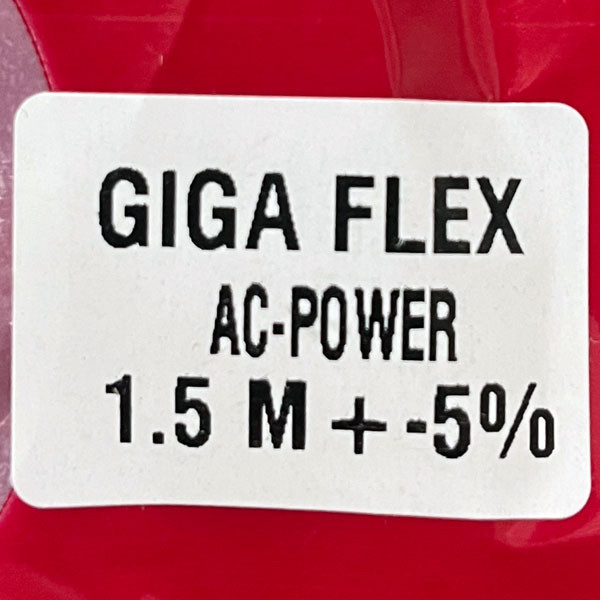 GIGA FLEX
AC-POWER
1.5 M + -5%